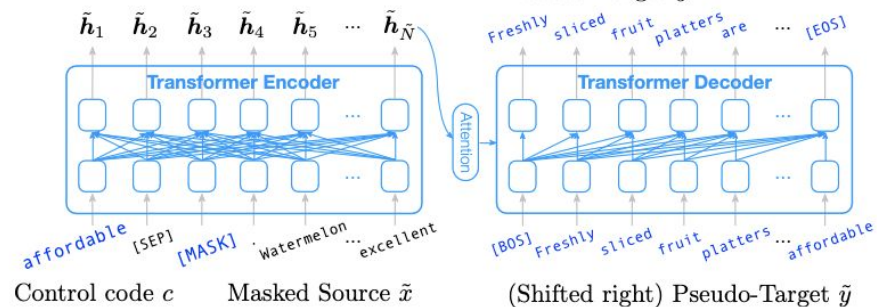 h̃₁ h̃₂ h̃₃ h̃₄ h̃₅ ... h̃_Ñ
Freshly sliced fruit platters are ... [EOS]
Transformer Encoder
Transformer Decoder
...
...
Attention
...
...
affordable [SEP] [MASK] . Watermelon ... excellent
[BOS] Freshly sliced fruit platters ... affordable
Control code c
Masked Source x̃
(Shifted right) Pseudo-Target ỹ